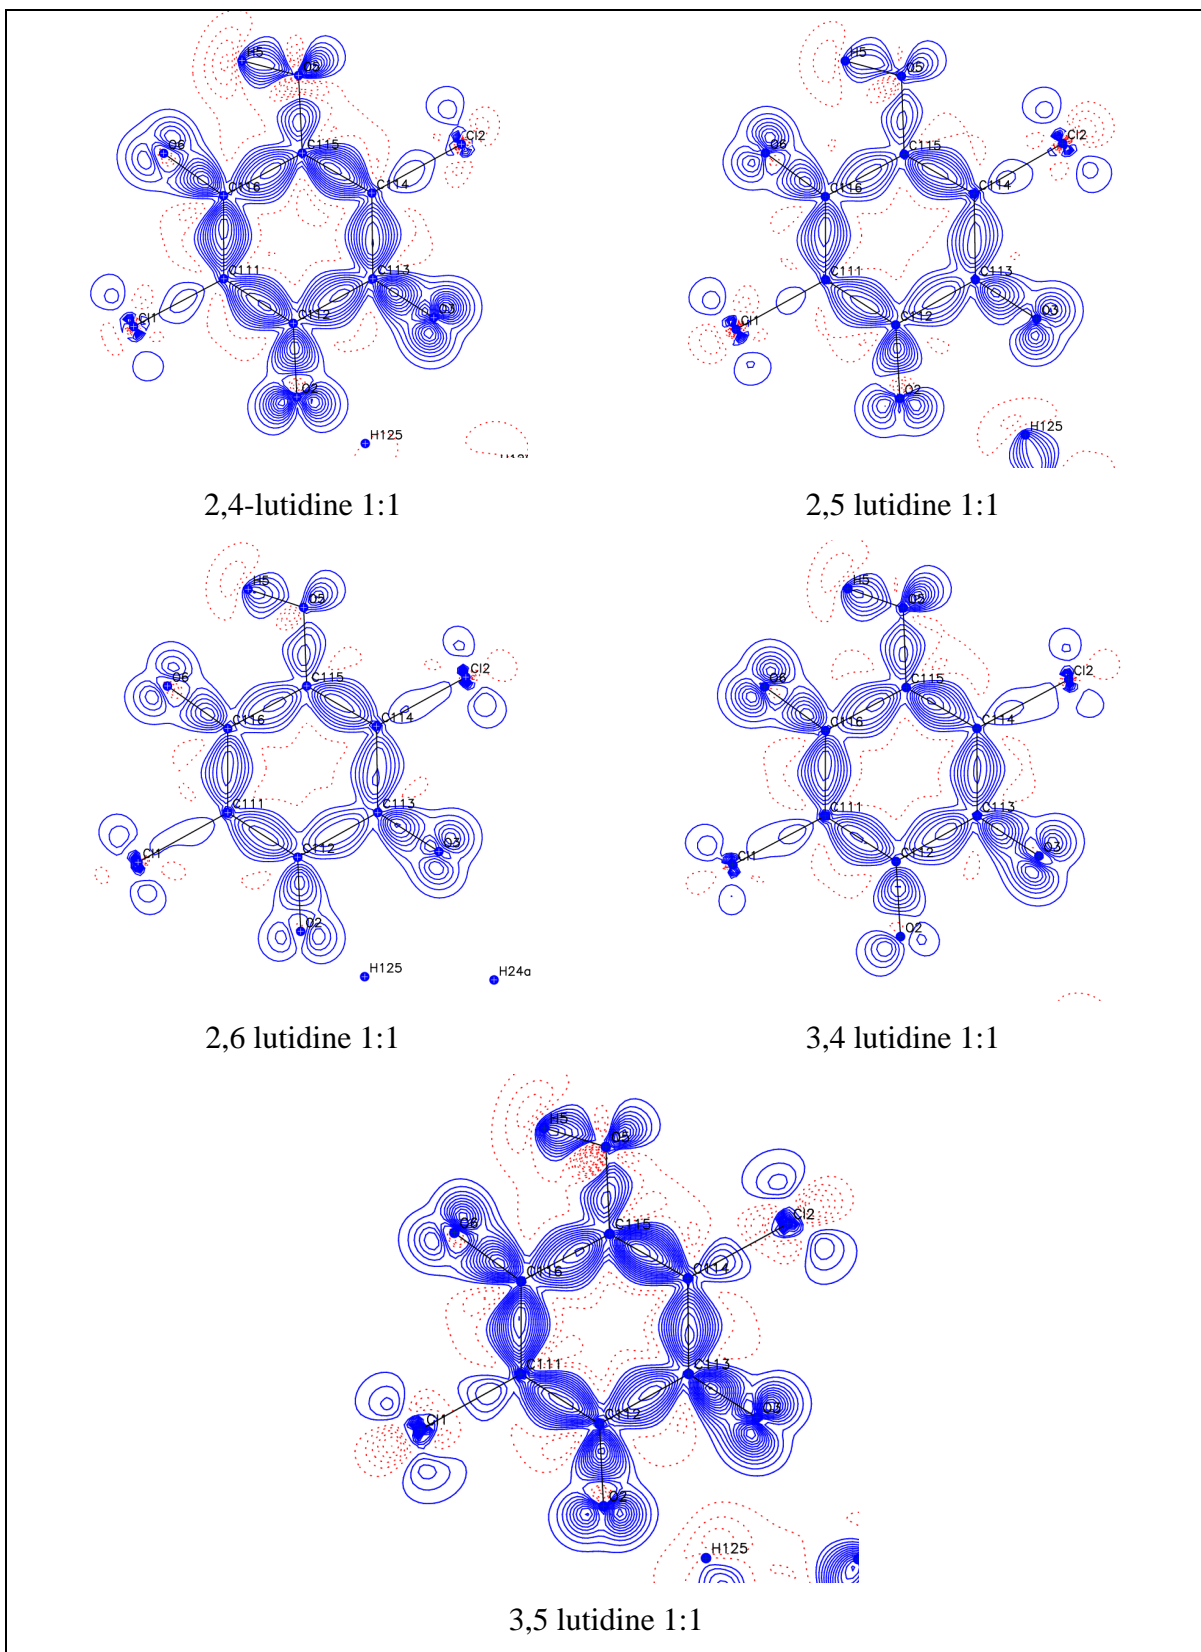 H5 O5
Cl2
O6 C115
C116 C114
C111 C113
Cl1 C112 O3
O2
H125
2,4-lutidine 1:1
H5 O5
Cl2
O6 C115
C116 C114
C111 C113
Cl1 C112 O3
O2
H125
2,5 lutidine 1:1
H5 O5
Cl2
O6 C115
C116 C114
C111 C113
Cl1 C112 O3
O2
H125 H24a
2,6 lutidine 1:1
H5 O5
Cl2
O6 C115
C116 C114
C111 C113
Cl1 C112 O3
O2
3,4 lutidine 1:1
H5 O5
Cl2
O6 C115
C116 C114
C111 C113
Cl1 C112 O3
O2
H125
3,5 lutidine 1:1